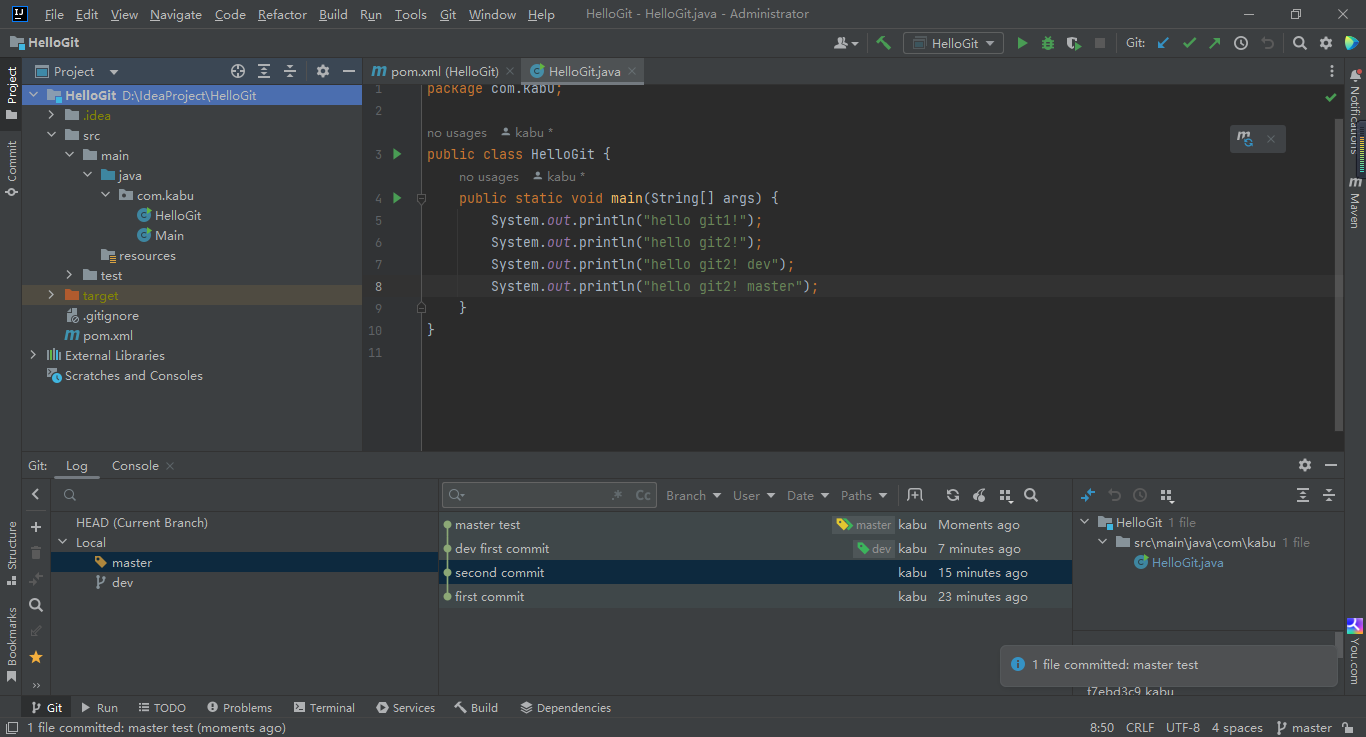 File Edit View Navigate Code Refactor Build Run Tools Git Window Help HelloGit - HelloGit.java - Administrator
HelloGit
HelloGit Git:
Project
pom.xml (HelloGit) HelloGit.java
Project
Commit
Structure
Bookmarks
HelloGit D:\IdeaProject\HelloGit
.idea
src
main
java
com.kabu
HelloGit
Main
resources
test
target
.gitignore
pom.xml
External Libraries
Scratches and Consoles
1 package com.kabu;
2
no usages kabu *
3 public class HelloGit {
no usages kabu *
4 public static void main(String[] args) {
5 System.out.println("hello git1!");
6 System.out.println("hello git2!");
7 System.out.println("hello git2! dev");
8 System.out.println("hello git2! master");
9 }
10 }
11
Notifications
Maven
You.com
Git: Log Console
.* Cc Branch User Date Paths
HEAD (Current Branch)
Local
master
dev
master test master kabu Moments ago
dev first commit dev kabu 7 minutes ago
second commit kabu 15 minutes ago
first commit kabu 23 minutes ago
HelloGit 1 file
src\main\java\com\kabu 1 file
HelloGit.java
1 file committed: master test
f7ebd3c9 kabu
Git Run TODO Problems Terminal Services Build Dependencies
1 file committed: master test (moments ago) 8:50 CRLF UTF-8 4 spaces master